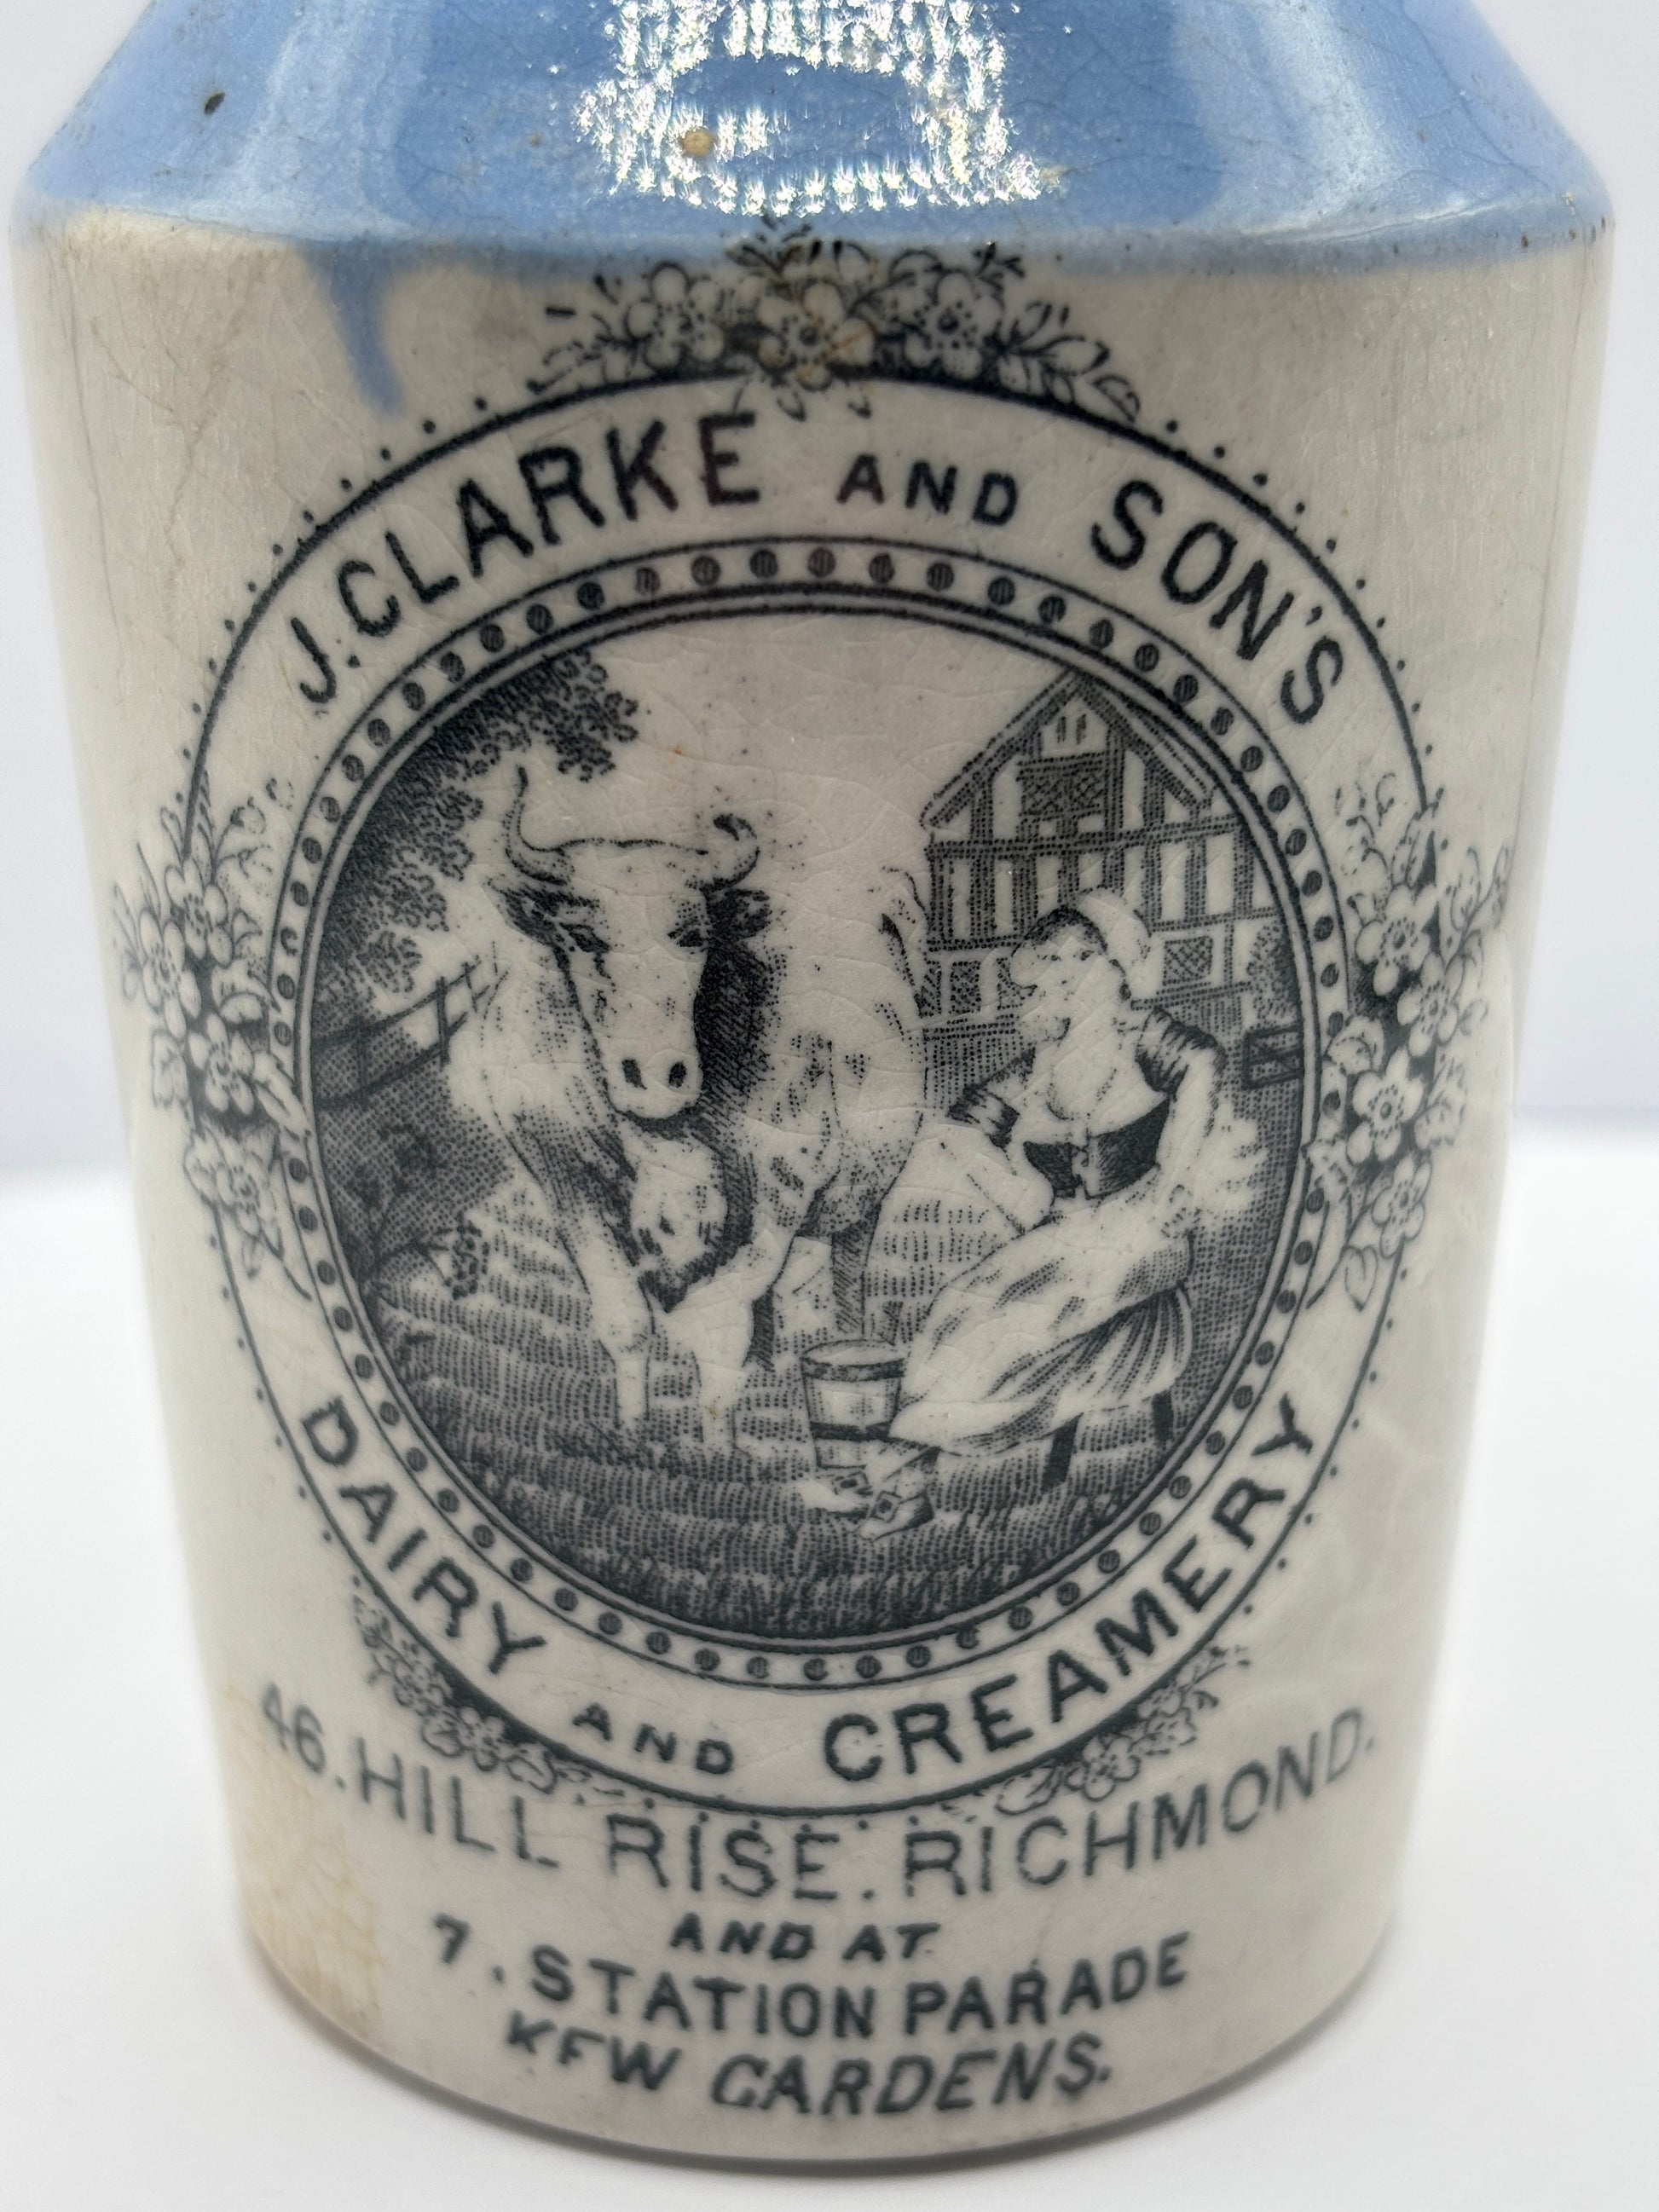 J. CLARKE AND SON'S
DAIRY AND CREAMERY
46. HILL RISE. RICHMOND.
AND AT
7. STATION PARADE
KEW GARDENS.